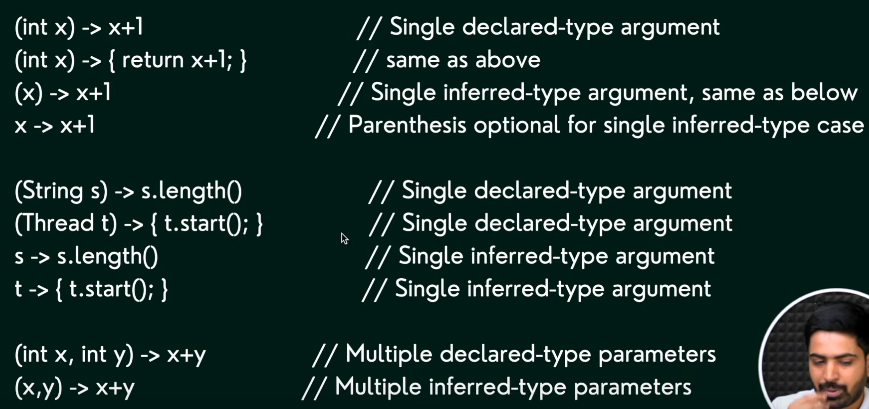 (int x) -> x+1 // Single declared-type argument
(int x) -> { return x+1; } // same as above
(x) -> x+1 // Single inferred-type argument, same as below
x -> x+1 // Parenthesis optional for single inferred-type case
(String s) -> s.length() // Single declared-type argument
(Thread t) -> { t.start(); } // Single declared-type argument
s -> s.length() // Single inferred-type argument
t -> { t.start(); } // Single inferred-type argument
(int x, int y) -> x+y // Multiple declared-type parameters
(x,y) -> x+y // Multiple inferred-type parameters